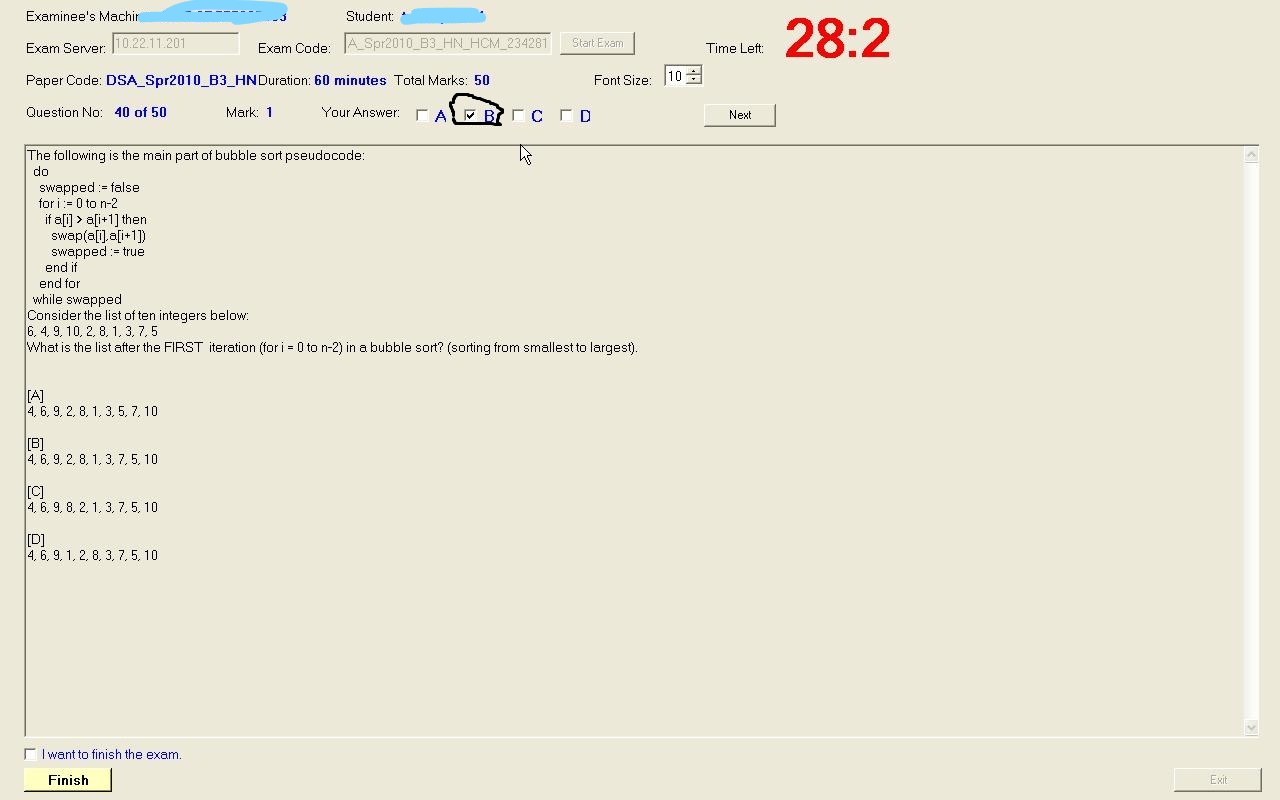 Examinee's Machin
Student:
Exam Server: 10.22.11.201 Exam Code: A_Spr2010_B3_HN_HCM_234281 Start Exam Time Left: 28:2
Paper Code: DSA_Spr2010_B3_HN Duration: 60 minutes Total Marks: 50 Font Size: 10
Question No: 40 of 50 Mark: 1 Your Answer: A B C D Next
The following is the main part of bubble sort pseudocode:
do
swapped := false
for i := 0 to n-2
if a[i] > a[i+1] then
swap(a[i],a[i+1])
swapped := true
end if
end for
while swapped
Consider the list of ten integers below:
6, 4, 9, 10, 2, 8, 1, 3, 7, 5
What is the list after the FIRST iteration (for i = 0 to n-2) in a bubble sort? (sorting from smallest to largest).
[A]
4, 6, 9, 2, 8, 1, 3, 5, 7, 10
[B]
4, 6, 9, 2, 8, 1, 3, 7, 5, 10
[C]
4, 6, 9, 8, 2, 1, 3, 7, 5, 10
[D]
4, 6, 9, 1, 2, 8, 3, 7, 5, 10
I want to finish the exam.
Finish Exit